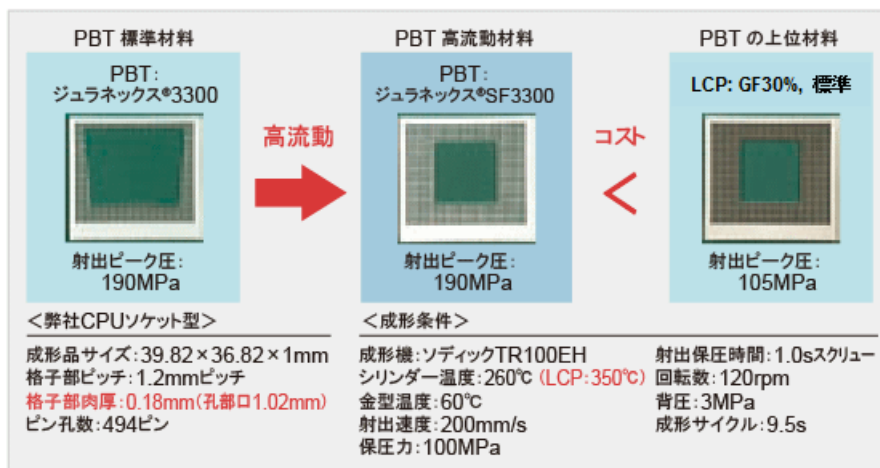 PBT 標準材料
PBT:
ジュラネックス®3300
射出ピーク圧:
190MPa
高流動
PBT 高流動材料
PBT:
ジュラネックス®SF3300
射出ピーク圧:
190MPa
コスト
<
PBT の上位材料
LCP: GF30%, 標準
射出ピーク圧:
105MPa
<弊社CPUソケット型>
成形品サイズ:39.82×36.82×1mm
格子部ピッチ:1.2mmピッチ
格子部肉厚:0.18mm(孔部口1.02mm)
ピン孔数:494ピン
<成形条件>
成形機:ソディックTR100EH
シリンダー温度:260℃ (LCP:350℃)
金型温度:60℃
射出速度:200mm/s
保圧力:100MPa
射出保圧時間:1.0sスクリュー
回転数:120rpm
背圧:3MPa
成形サイクル:9.5s